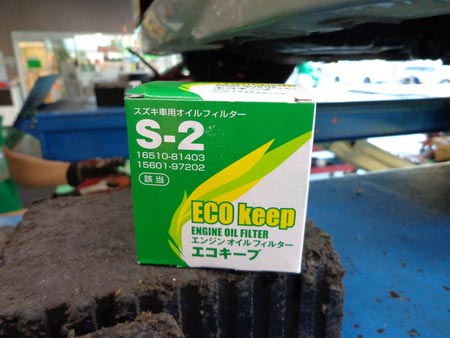 スズキ車用オイルフィルター
S-2
16510-81403
15601-97202
該当
ECO keep
ENGINE OIL FILTER
エンジンオイルフィルター
エコキープ